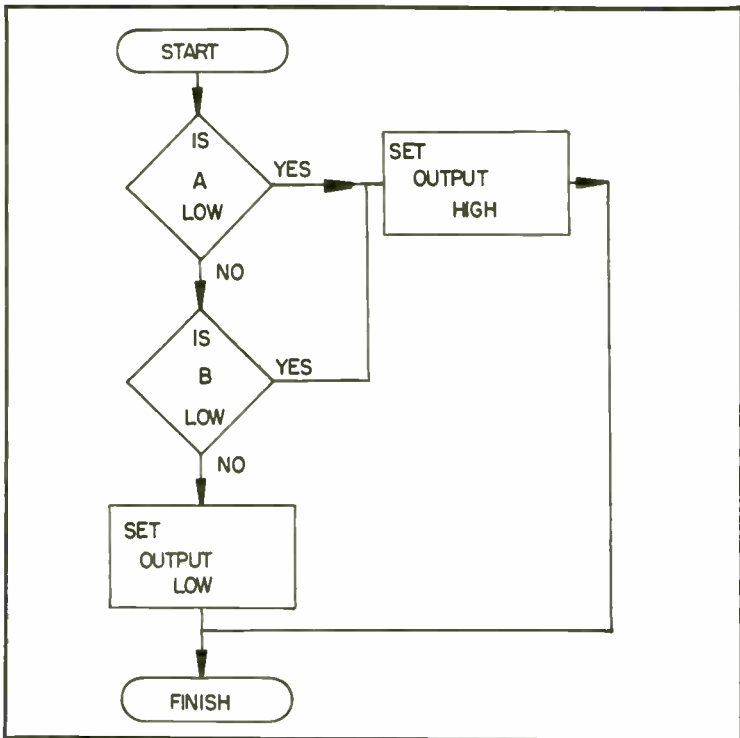 START
IS
A
LOW
YES
NO
SET
OUTPUT
HIGH
IS
B
LOW
YES
NO
SET
OUTPUT
LOW
FINISH